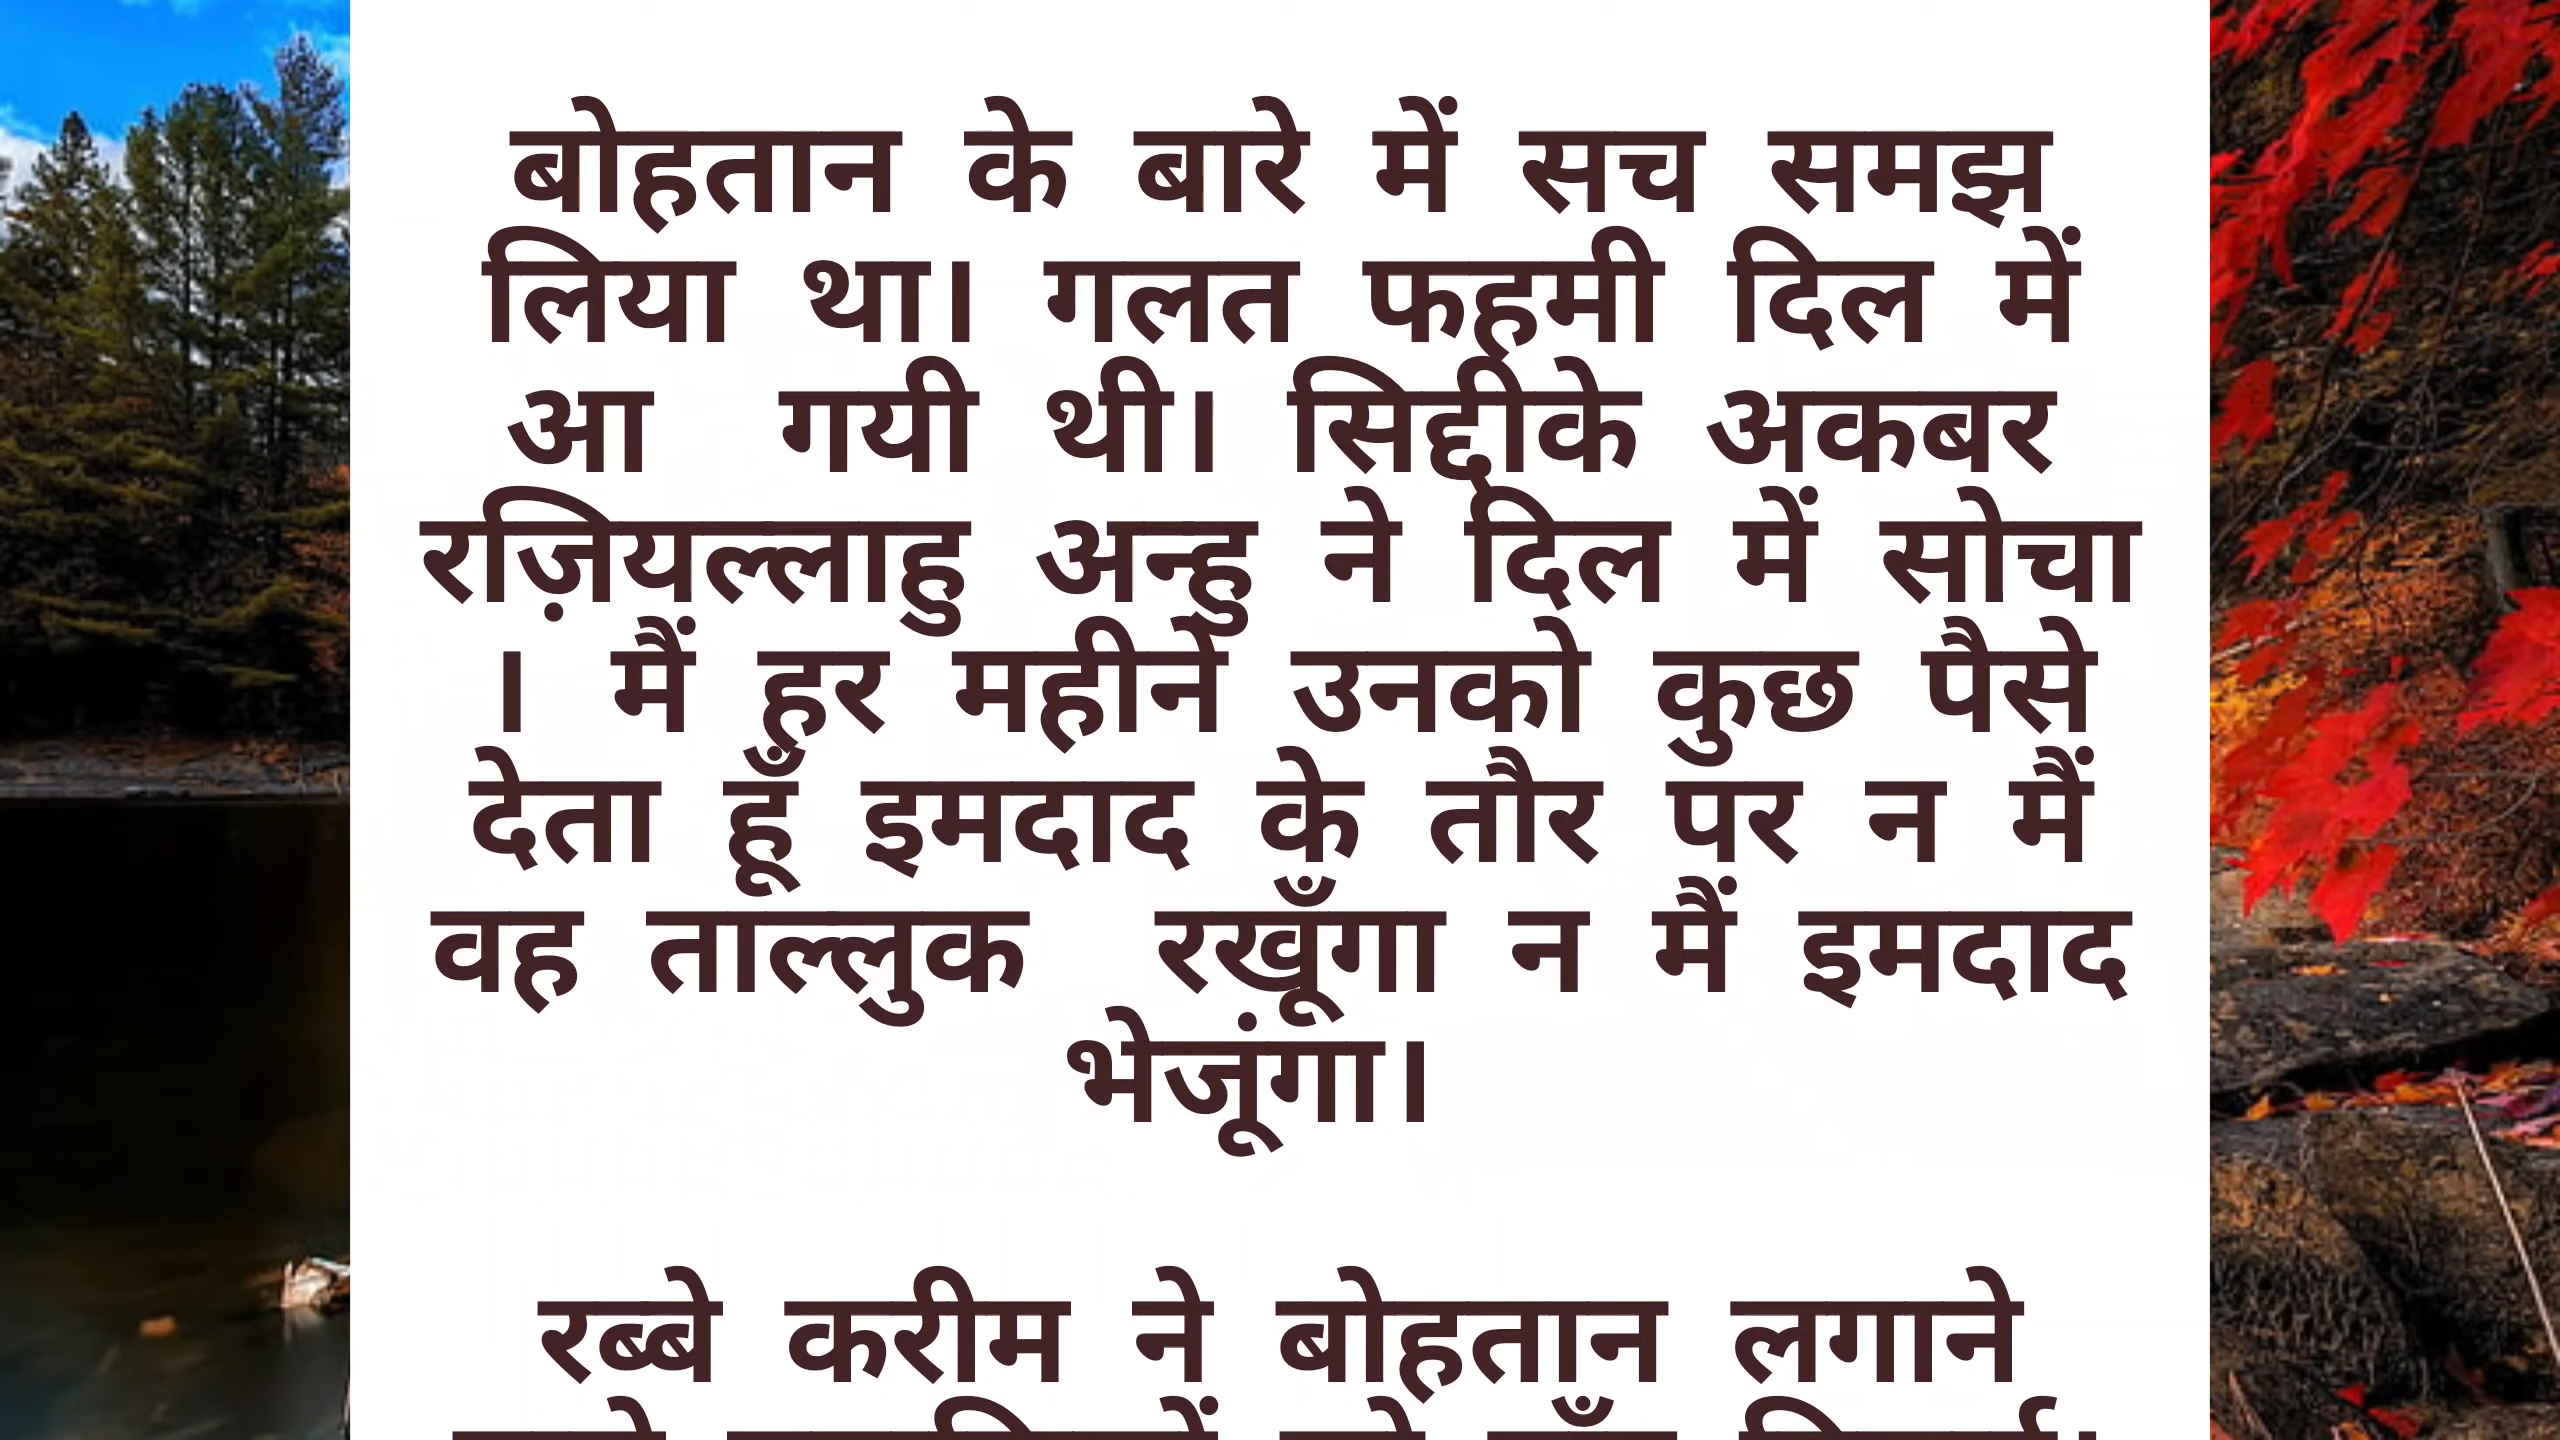 बोहतान के बारे में सच समझ
लिया था। गलत फहमी दिल में
आ गयी थी। सिद्दीके अकबर
रज़ियल्लाहु अन्हु ने दिल में सोचा
। मैं हर महीने उनको कुछ पैसे
देता हूँ इमदाद के तौर पर न मैं
वह ताल्लुक रखूँगा न मैं इमदाद
भेजूंगा।
रब्बे करीम ने बोहतान लगाने